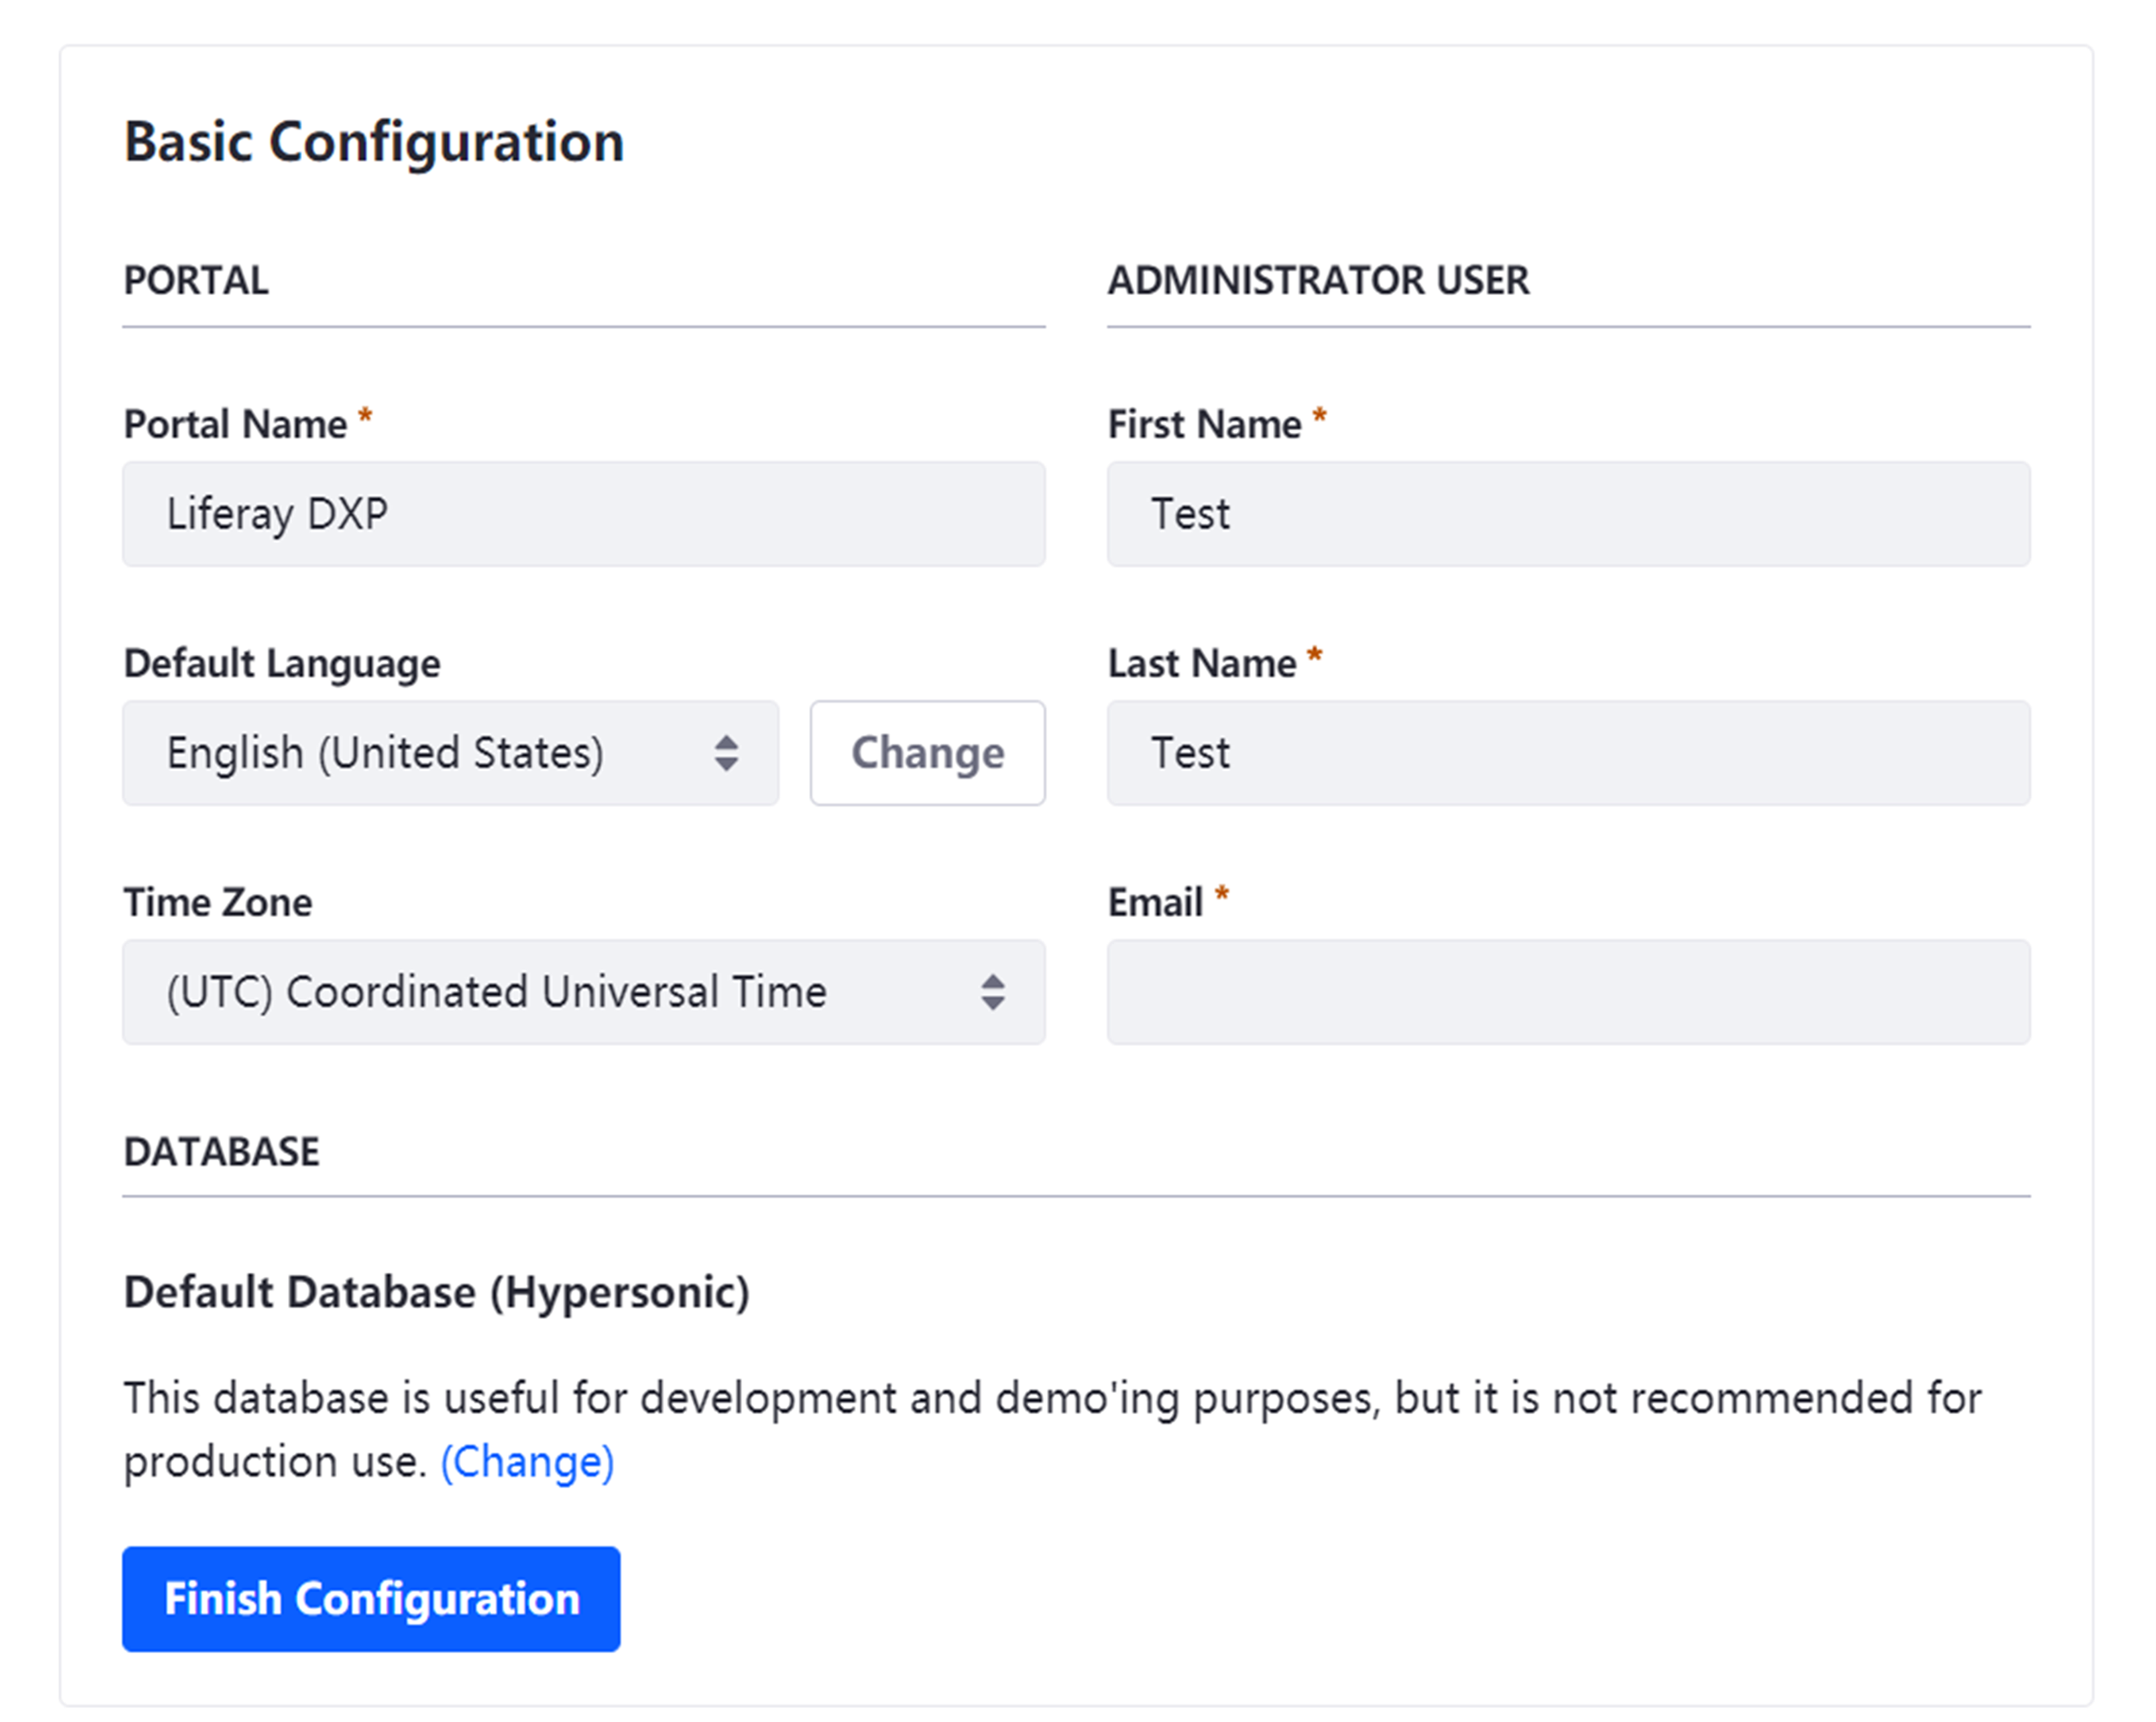 Basic Configuration
PORTAL
Portal Name *
Liferay DXP
Default Language
English (United States)
Change
Time Zone
(UTC) Coordinated Universal Time
ADMINISTRATOR USER
First Name *
Test
Last Name *
Test
Email *
DATABASE
Default Database (Hypersonic)
This database is useful for development and demo'ing purposes, but it is not recommended for
production use. (Change)
Finish Configuration